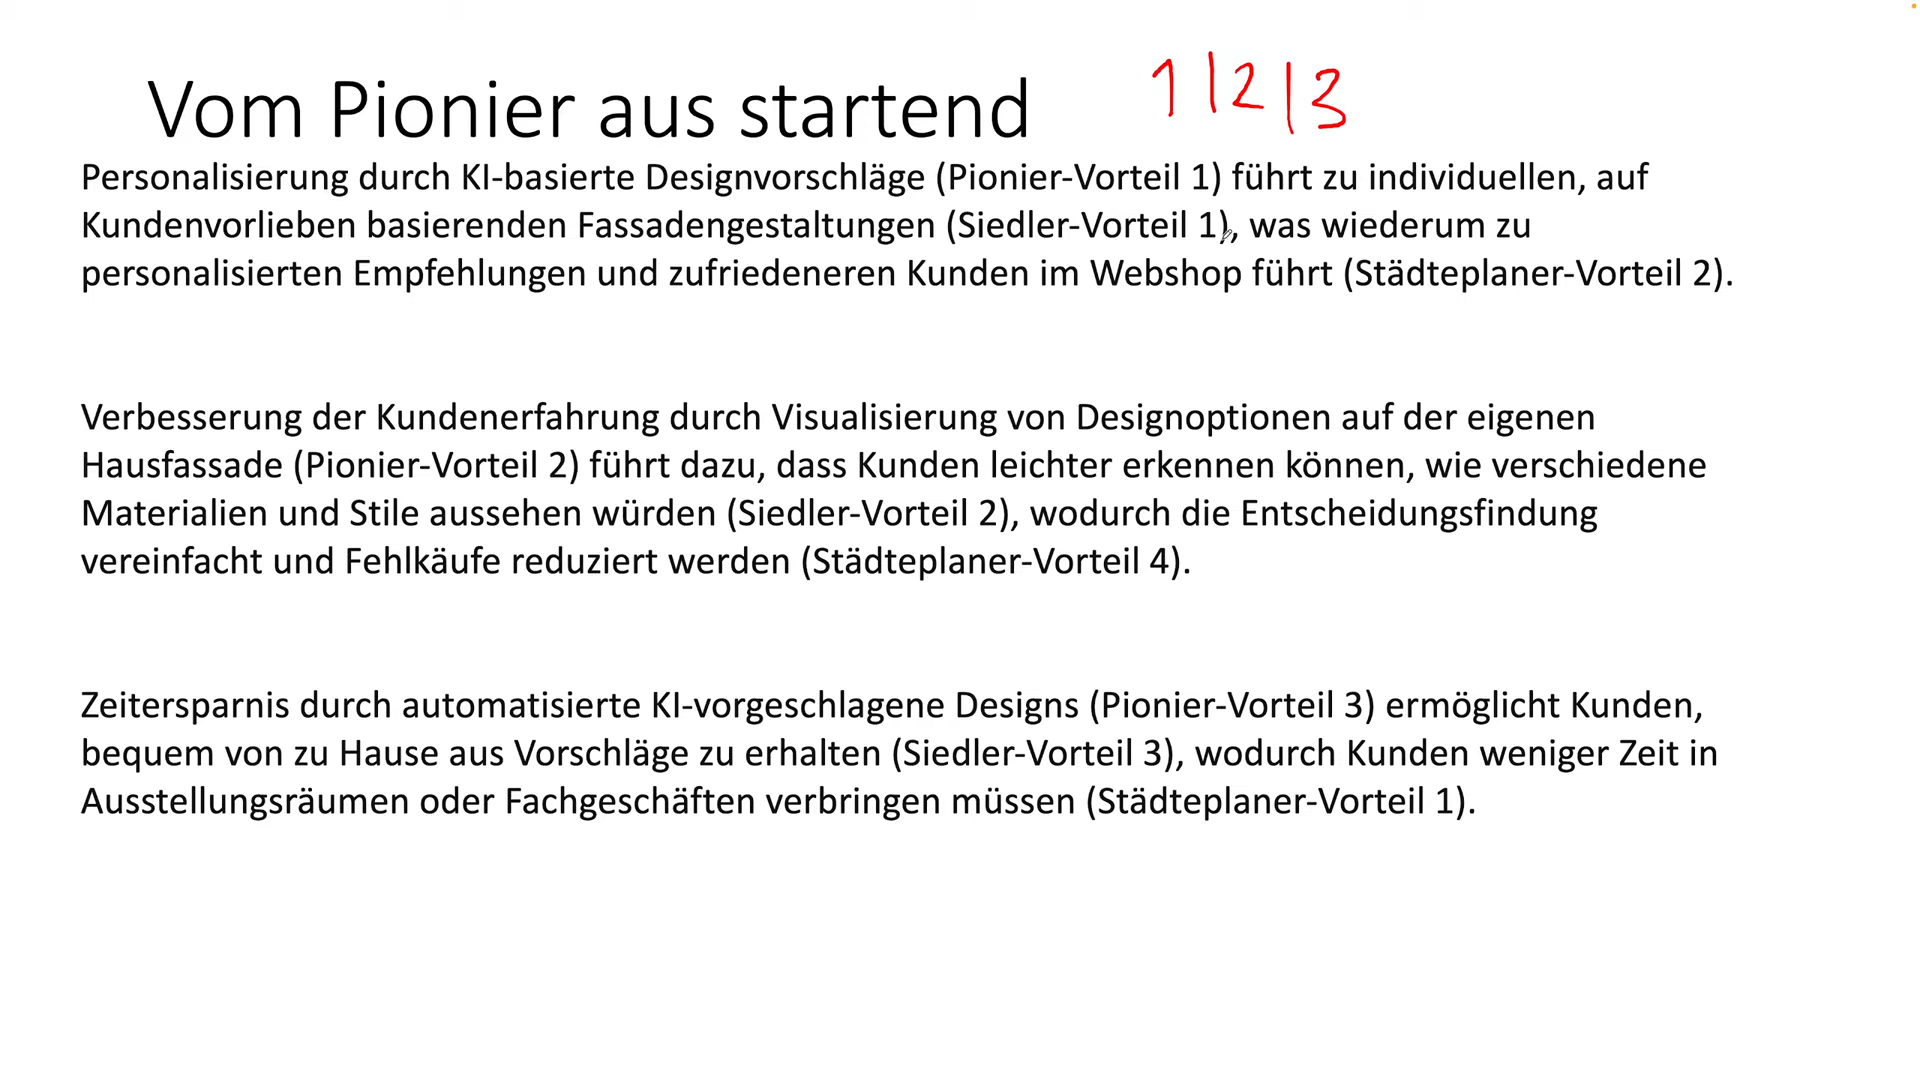 Vom Pionier aus startend 1 | 2 | 3
Personalisierung durch KI-basierte Designvorschläge (Pionier-Vorteil 1) führt zu individuellen, auf
Kundenvorlieben basierenden Fassadengestaltungen (Siedler-Vorteil 1), was wiederum zu
personalisierten Empfehlungen und zufriedeneren Kunden im Webshop führt (Städteplaner-Vorteil 2).
Verbesserung der Kundenerfahrung durch Visualisierung von Designoptionen auf der eigenen
Hausfassade (Pionier-Vorteil 2) führt dazu, dass Kunden leichter erkennen können, wie verschiedene
Materialien und Stile aussehen würden (Siedler-Vorteil 2), wodurch die Entscheidungsfindung
vereinfacht und Fehlkäufe reduziert werden (Städteplaner-Vorteil 4).
Zeitersparnis durch automatisierte KI-vorgeschlagene Designs (Pionier-Vorteil 3) ermöglicht Kunden,
bequem von zu Hause aus Vorschläge zu erhalten (Siedler-Vorteil 3), wodurch Kunden weniger Zeit in
Ausstellungsräumen oder Fachgeschäften verbringen müssen (Städteplaner-Vorteil 1).